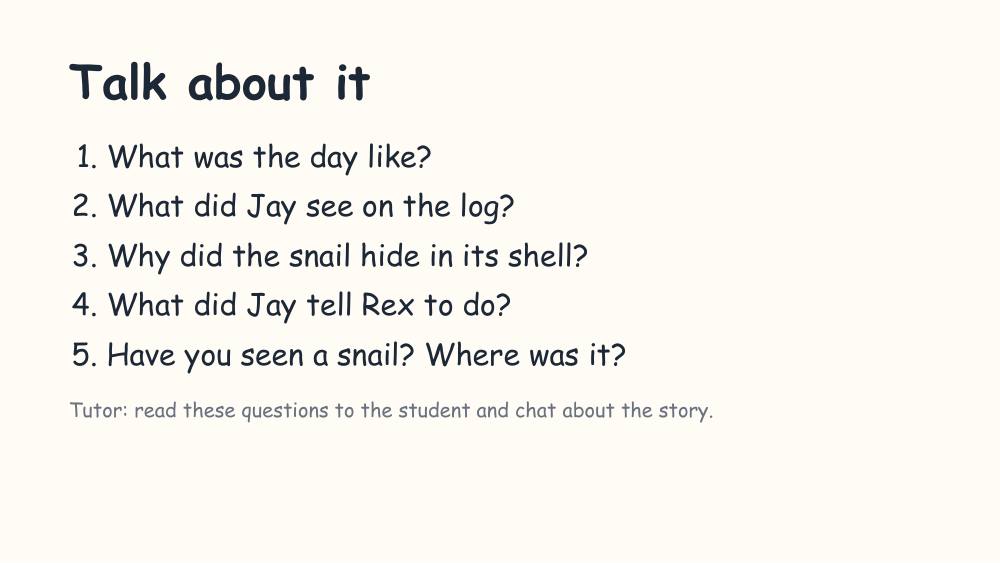 Talk about it
1. What was the day like?
2. What did Jay see on the log?
3. Why did the snail hide in its shell?
4. What did Jay tell Rex to do?
5. Have you seen a snail? Where was it?
Tutor: read these questions to the student and chat about the story.